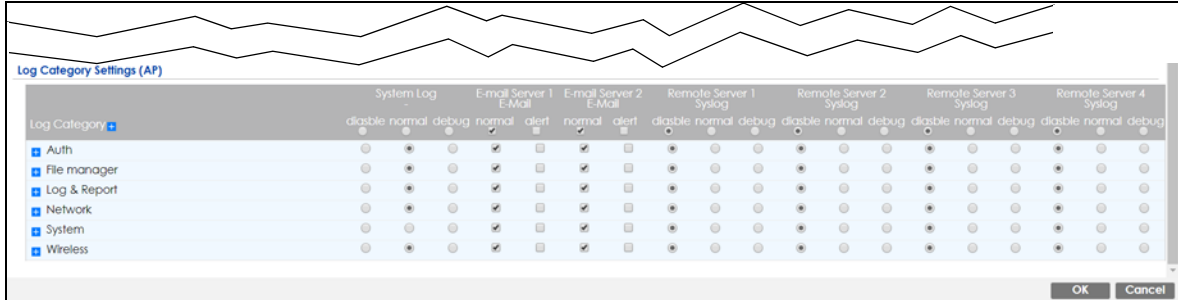 Log Category Settings (AP)
System Log E-mail Server 1 E-mail Server 2 Remote Server 1 Remote Server 2 Remote Server 3 Remote Server 4
- E-Mail E-Mail Syslog Syslog Syslog Syslog
Log Category disable normal debug normal alert normal alert disable normal debug disable normal debug disable normal debug disable normal debug
Auth
File manager
Log & Report
Network
System
Wireless
OK Cancel